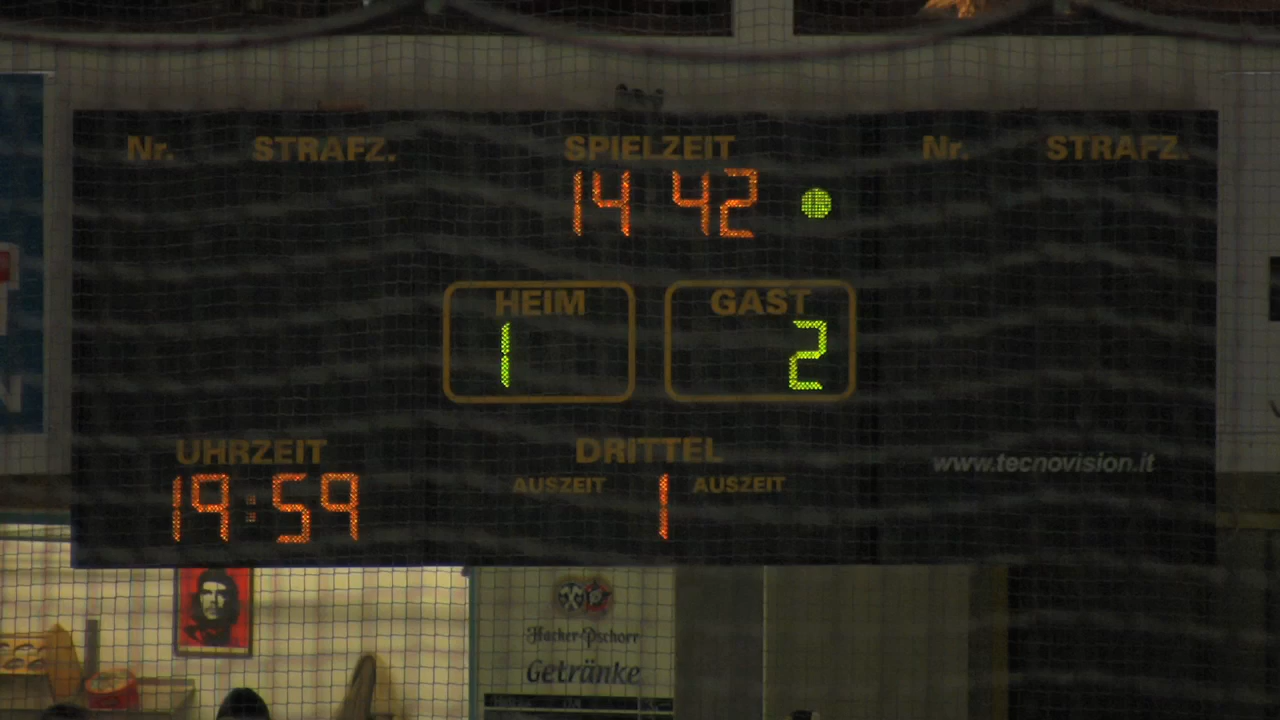 Nr. STRAFZ. SPIELZEIT Nr. STRAFZ.
14 42
HEIM GAST
1 2
UHRZEIT DRITTEL
www.tecnovision.it
19:59 AUSZEIT 1 AUSZEIT
Hacker-Pschorr
Getränke
N